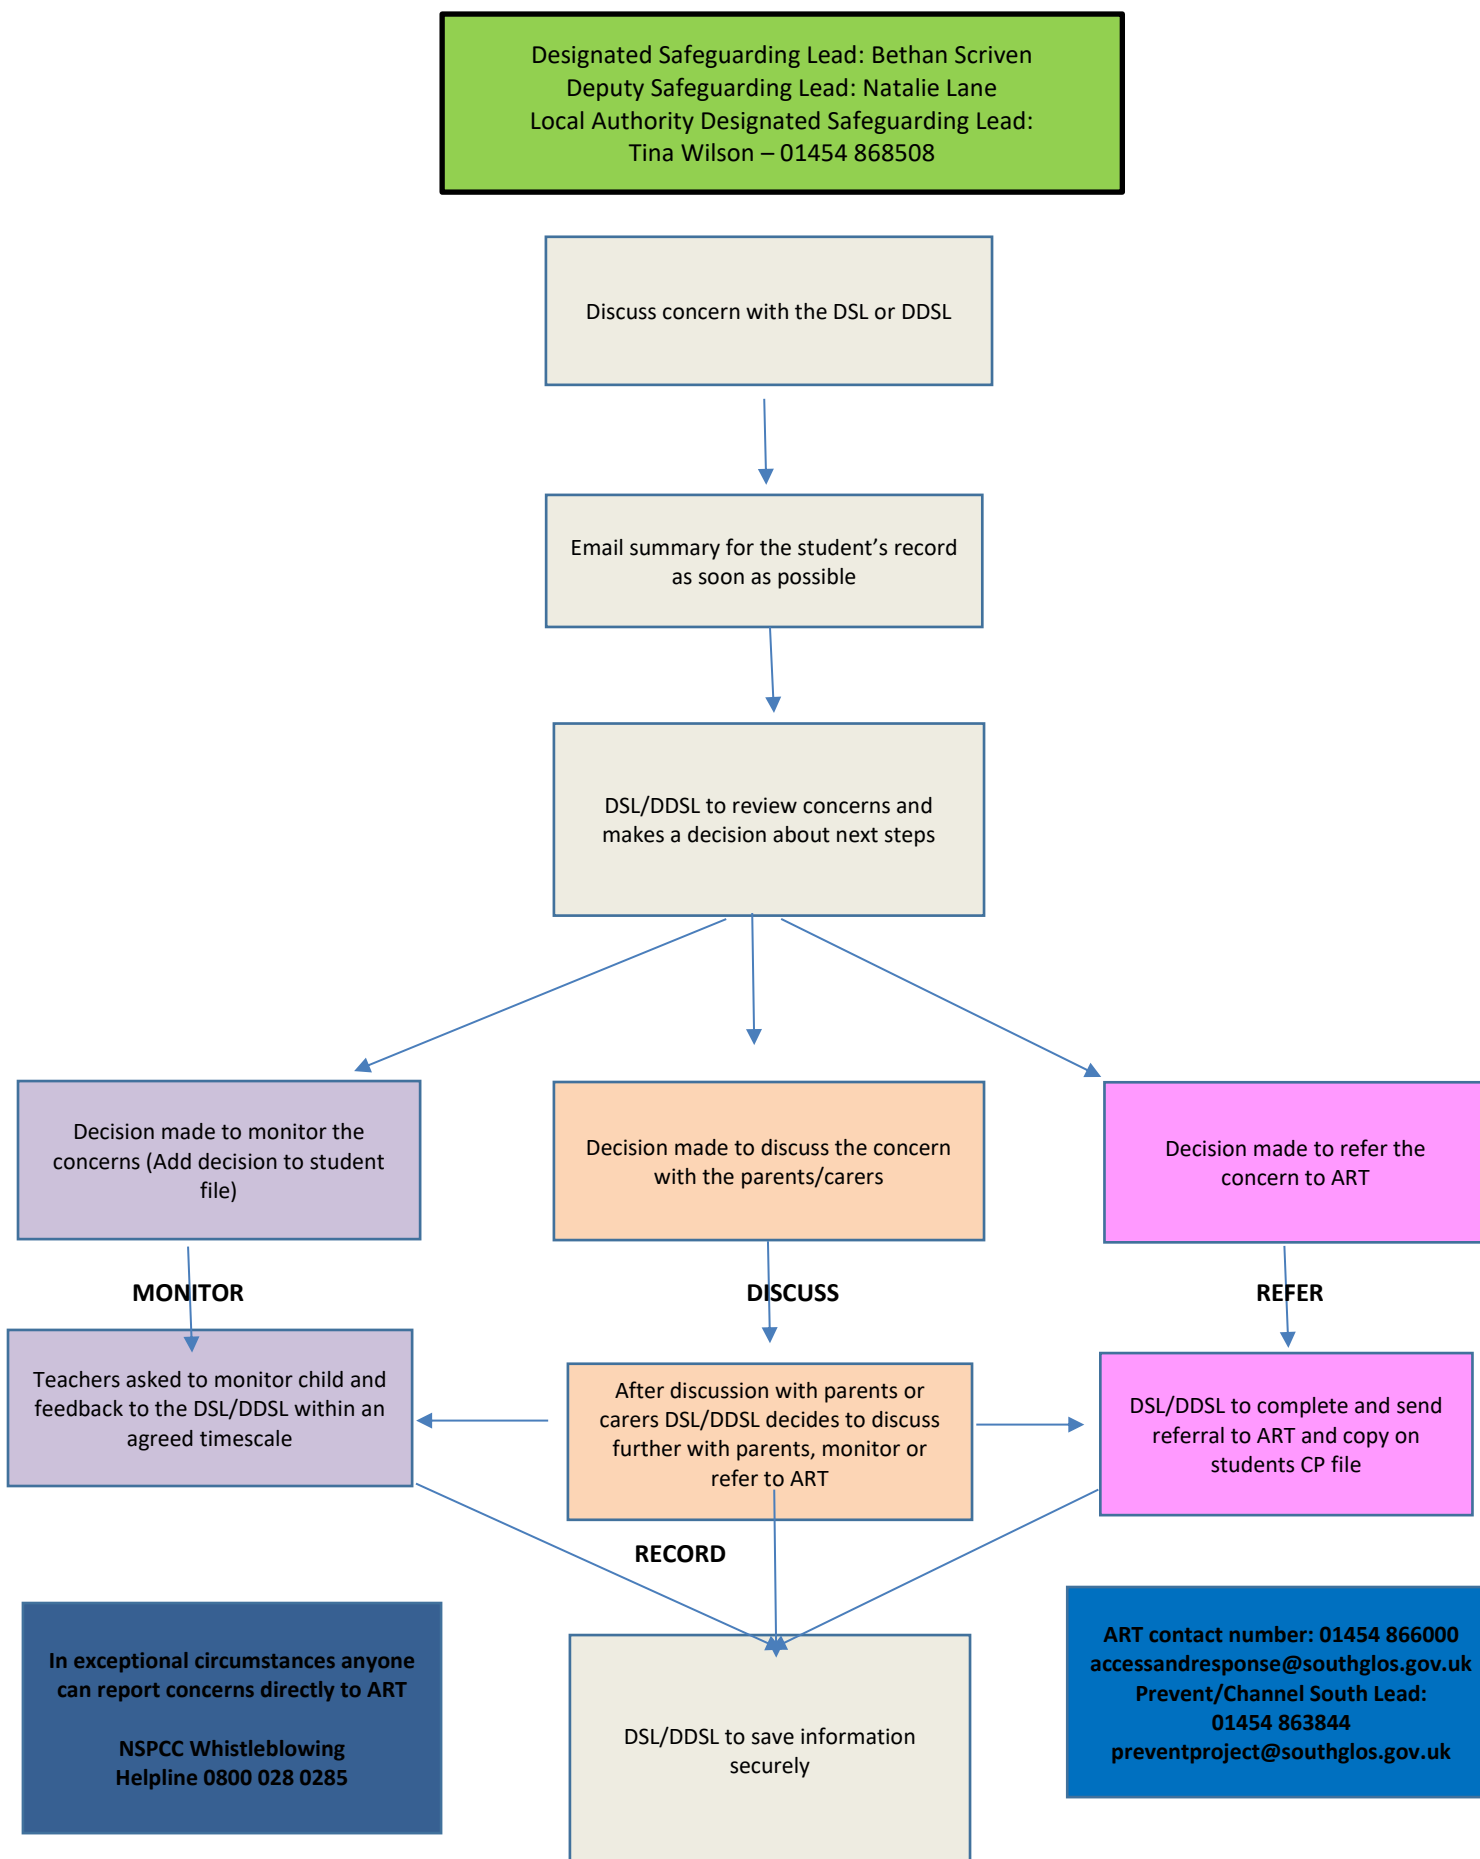 Designated Safeguarding Lead: Bethan Scriven
Deputy Safeguarding Lead: Natalie Lane
Local Authority Designated Safeguarding Lead:
Tina Wilson – 01454 868508
Discuss concern with the DSL or DDSL
Email summary for the student’s record
as soon as possible
DSL/DDSL to review concerns and
makes a decision about next steps
Decision made to monitor the
concerns (Add decision to student
file)
Decision made to discuss the concern
with the parents/carers
Decision made to refer the
concern to ART
MONITOR
DISCUSS
REFER
Teachers asked to monitor child and
feedback to the DSL/DDSL within an
agreed timescale
After discussion with parents or
carers DSL/DDSL decides to discuss
further with parents, monitor or
refer to ART
DSL/DDSL to complete and send
referral to ART and copy on
students CP file
RECORD
In exceptional circumstances anyone
can report concerns directly to ART
NSPCC Whistleblowing
Helpline 0800 028 0285
DSL/DDSL to save information
securely
ART contact number: 01454 866000
accessandresponse@southglos.gov.uk
Prevent/Channel South Lead:
01454 863844
preventproject@southglos.gov.uk